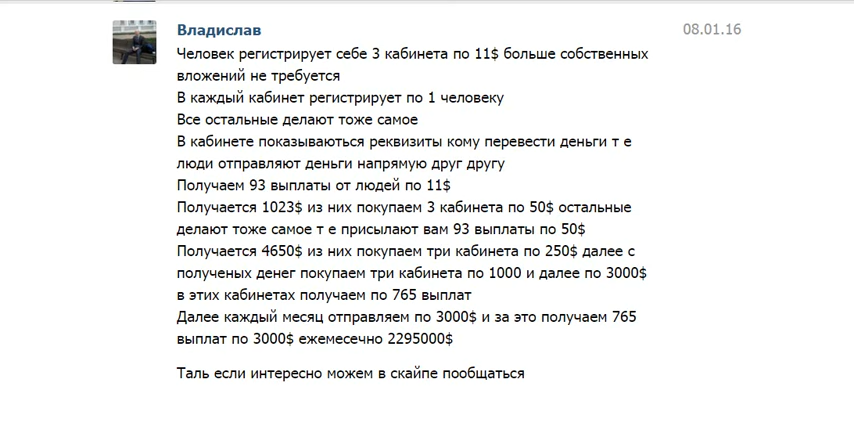 Владислав
08.01.16
Человек регистрирует себе 3 кабинета по 11$ больше собственных
вложений не требуется
В каждый кабинет регистрирует по 1 человеку
Все остальные делают тоже самое
В кабинете показываються реквизиты кому перевести деньги т е
люди отправляют деньги напрямую друг другу
Получаем 93 выплаты от людей по 11$
Получается 1023$ из них покупаем 3 кабинета по 50$ остальные
делают тоже самое т е присылают вам 93 выплаты по 50$
Получается 4650$ из них покупаем три кабинета по 250$ далее с
полученых денег покупаем три кабинета по 1000 и далее по 3000$
в этих кабинетах получаем по 765 выплат
Далее каждый месяц отправляем по 3000$ и за это получаем 765
выплат по 3000$ ежемесечно 2295000$
Таль если интересно можем в скайпе пообщаться